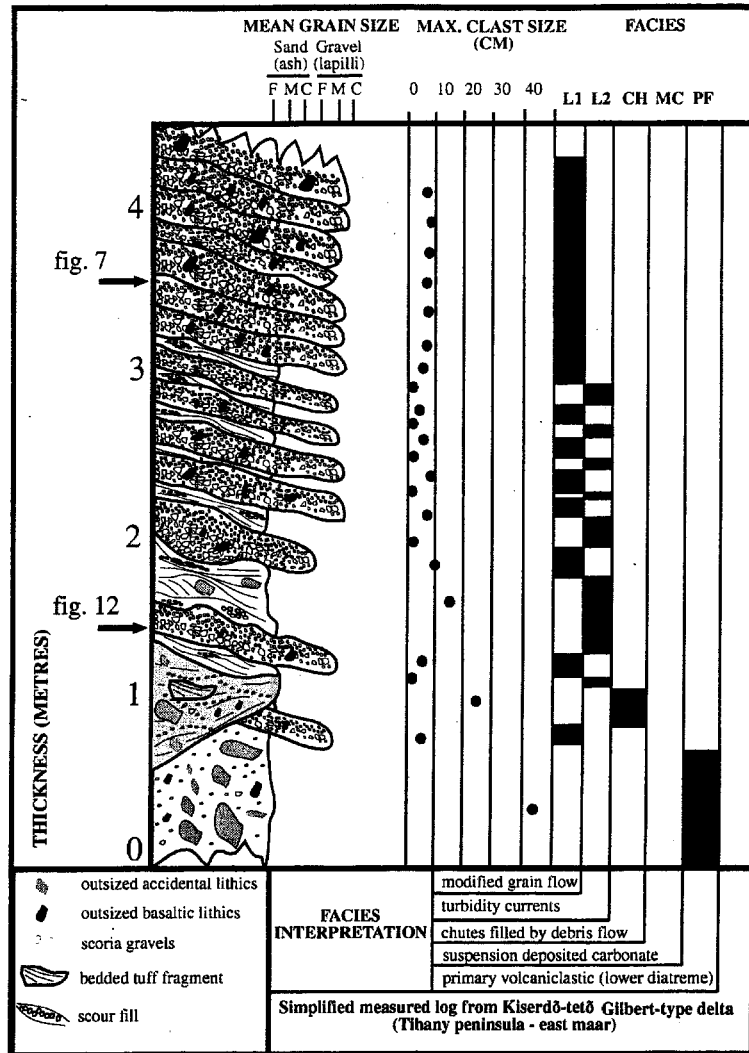 MEAN GRAIN SIZE
Sand
(ash)
Gravel
(lapilli)
F M C F M C
MAX. CLAST SIZE
(CM)
0 10 20 30 40
FACIES
L1 L2 CH MC PF
4
fig. 7
3
2
fig. 12
1
0
THICKNESS (METRES)
outsized accidental lithics
outsized basaltic lithics
scoria gravels
bedded tuff fragment
scour fill
FACIES
INTERPRETATION
modified grain flow
turbidity currents
chutes filled by debris flow
suspension deposited carbonate
primary volcaniclastic (lower diatreme)
Simplified measured log from Kiserdő-tető Gilbert-type delta
(Tihany peninsula - east maar)